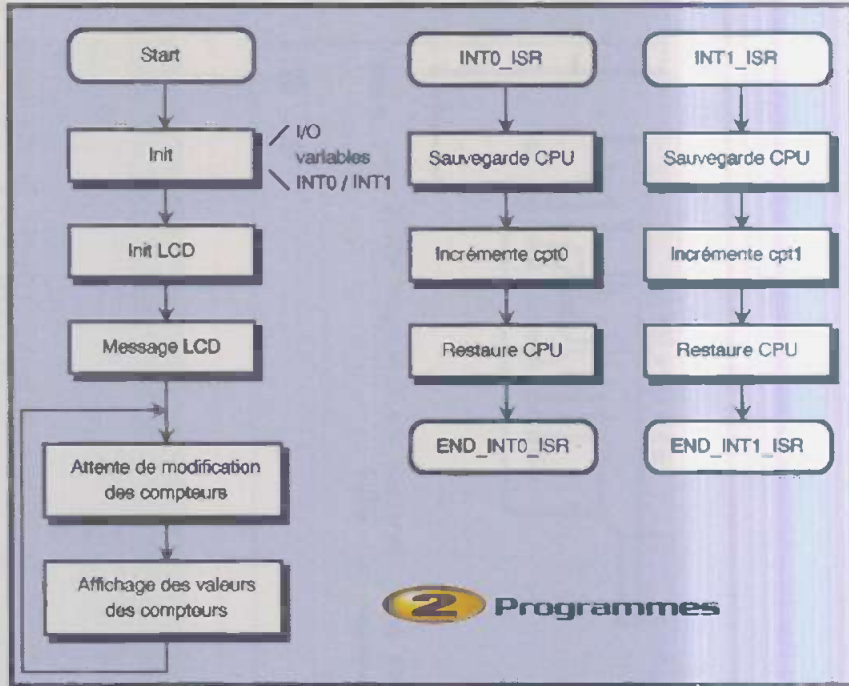 Start
Init
I/O
variables
INT0 / INT1
Init LCD
Message LCD
Attente de modification
des compteurs
Affichage des valeurs
des compteurs
INT0_ISR
Sauvegarde CPU
Incrémente cpt0
Restaure CPU
END_INT0_ISR
INT1_ISR
Sauvegarde CPU
Incrémente cpt1
Restaure CPU
END_INT1_ISR
2 Programmes